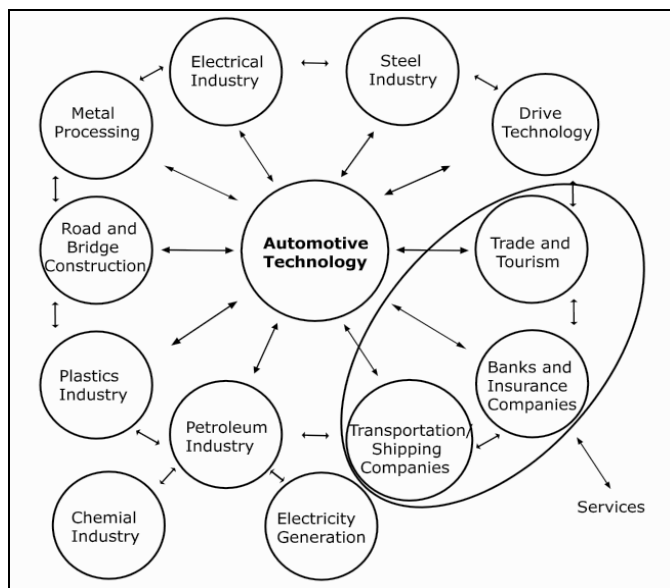 Electrical
Industry
Steel
Industry
Metal
Processing
Drive
Technology
Road and
Bridge
Construction
Automotive
Technology
Trade and
Tourism
Plastics
Industry
Banks and
Insurance
Companies
Petroleum
Industry
Transportation/
Shipping
Companies
Chemial
Industry
Electricity
Generation
Services